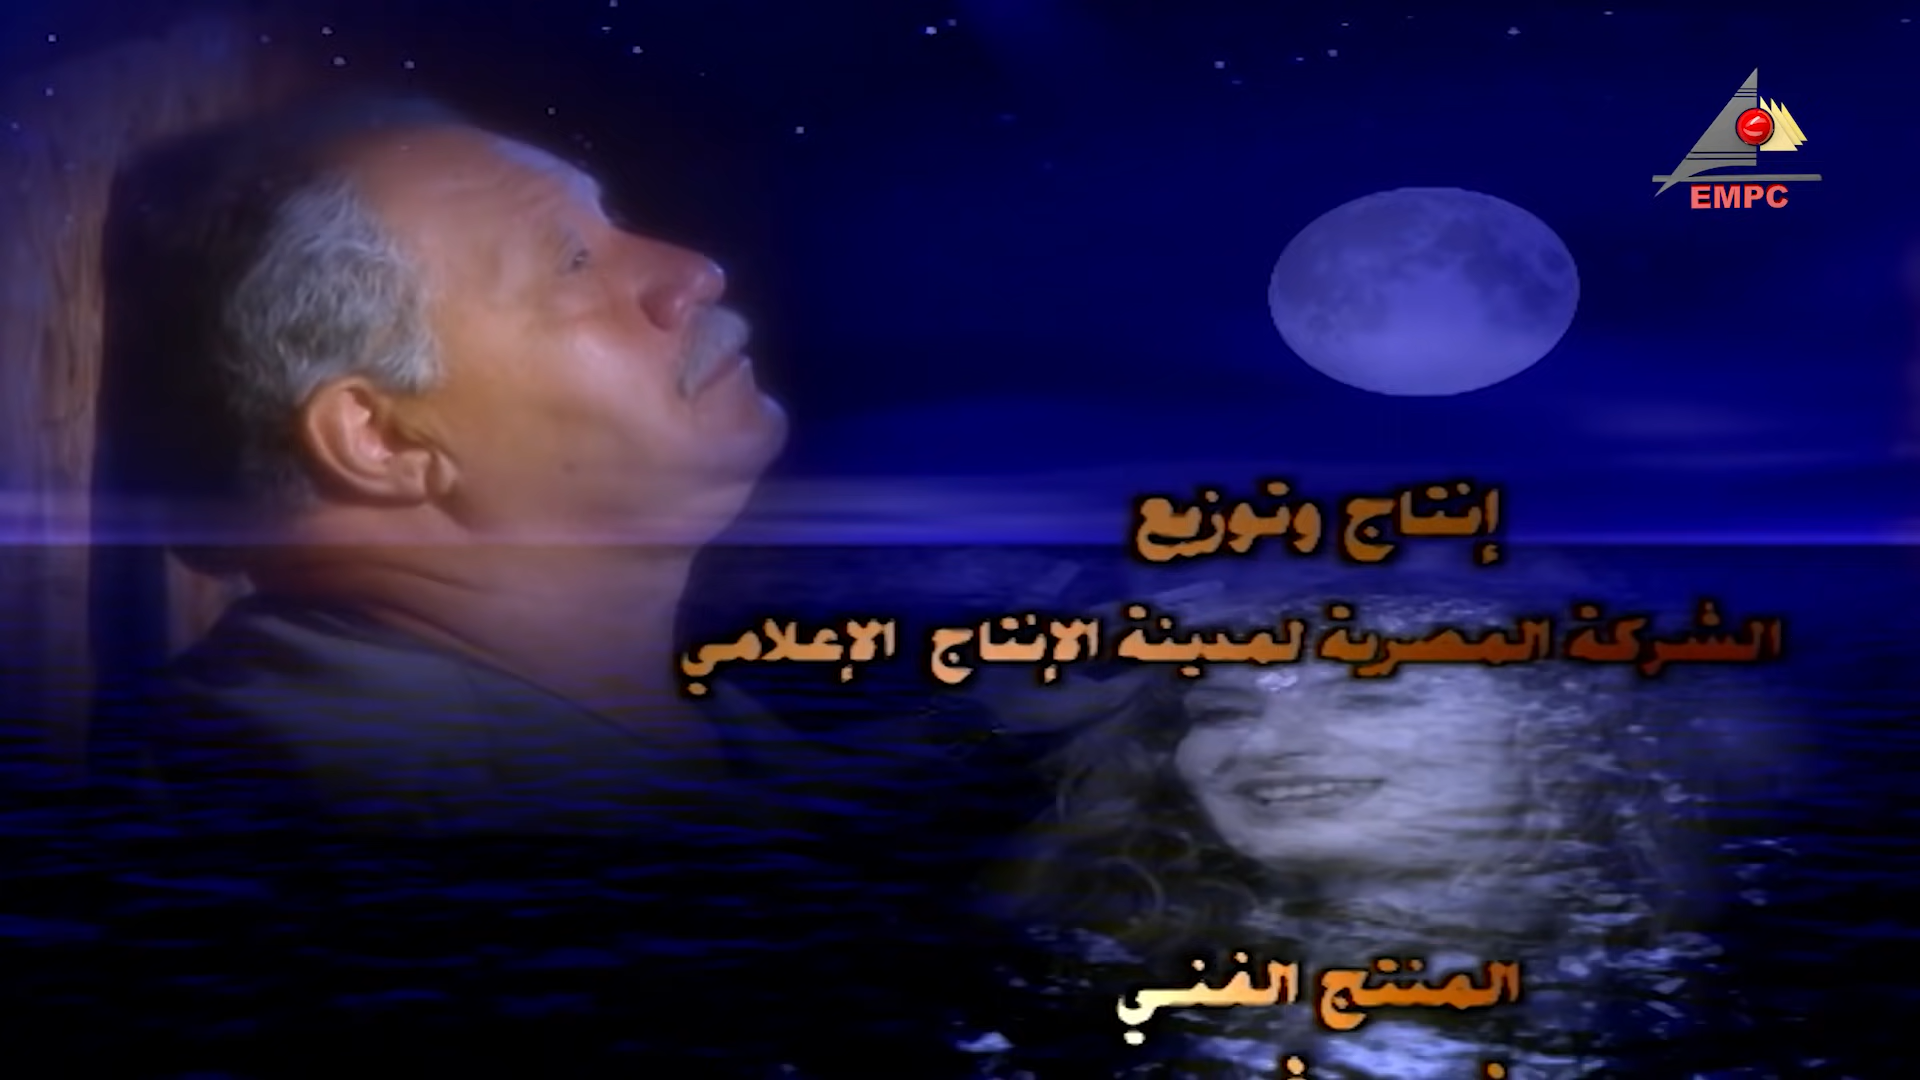 EMPC
إنتاج وتوزيع
الشركة المصرية لمدينة الإنتاج الإعلامي
المنتج الفني